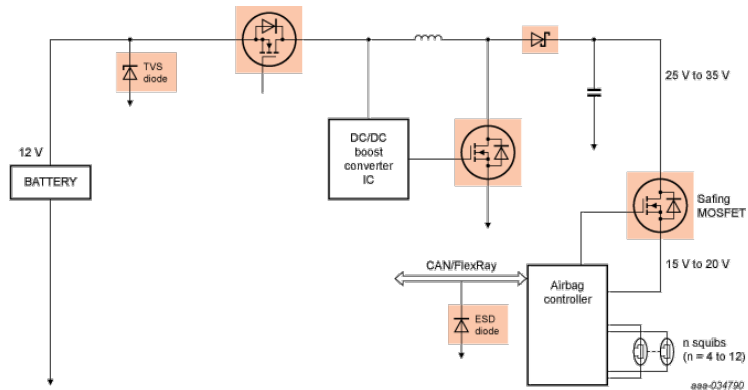 TVS
diode
25 V to 35 V
12 V
BATTERY
DC/DC
boost
converter
IC
Safing
MOSFET
CAN/FlexRay
15 V to 20 V
Airbag
controller
ESD
diode
n squibs
(n = 4 to 12)
aaa-034790